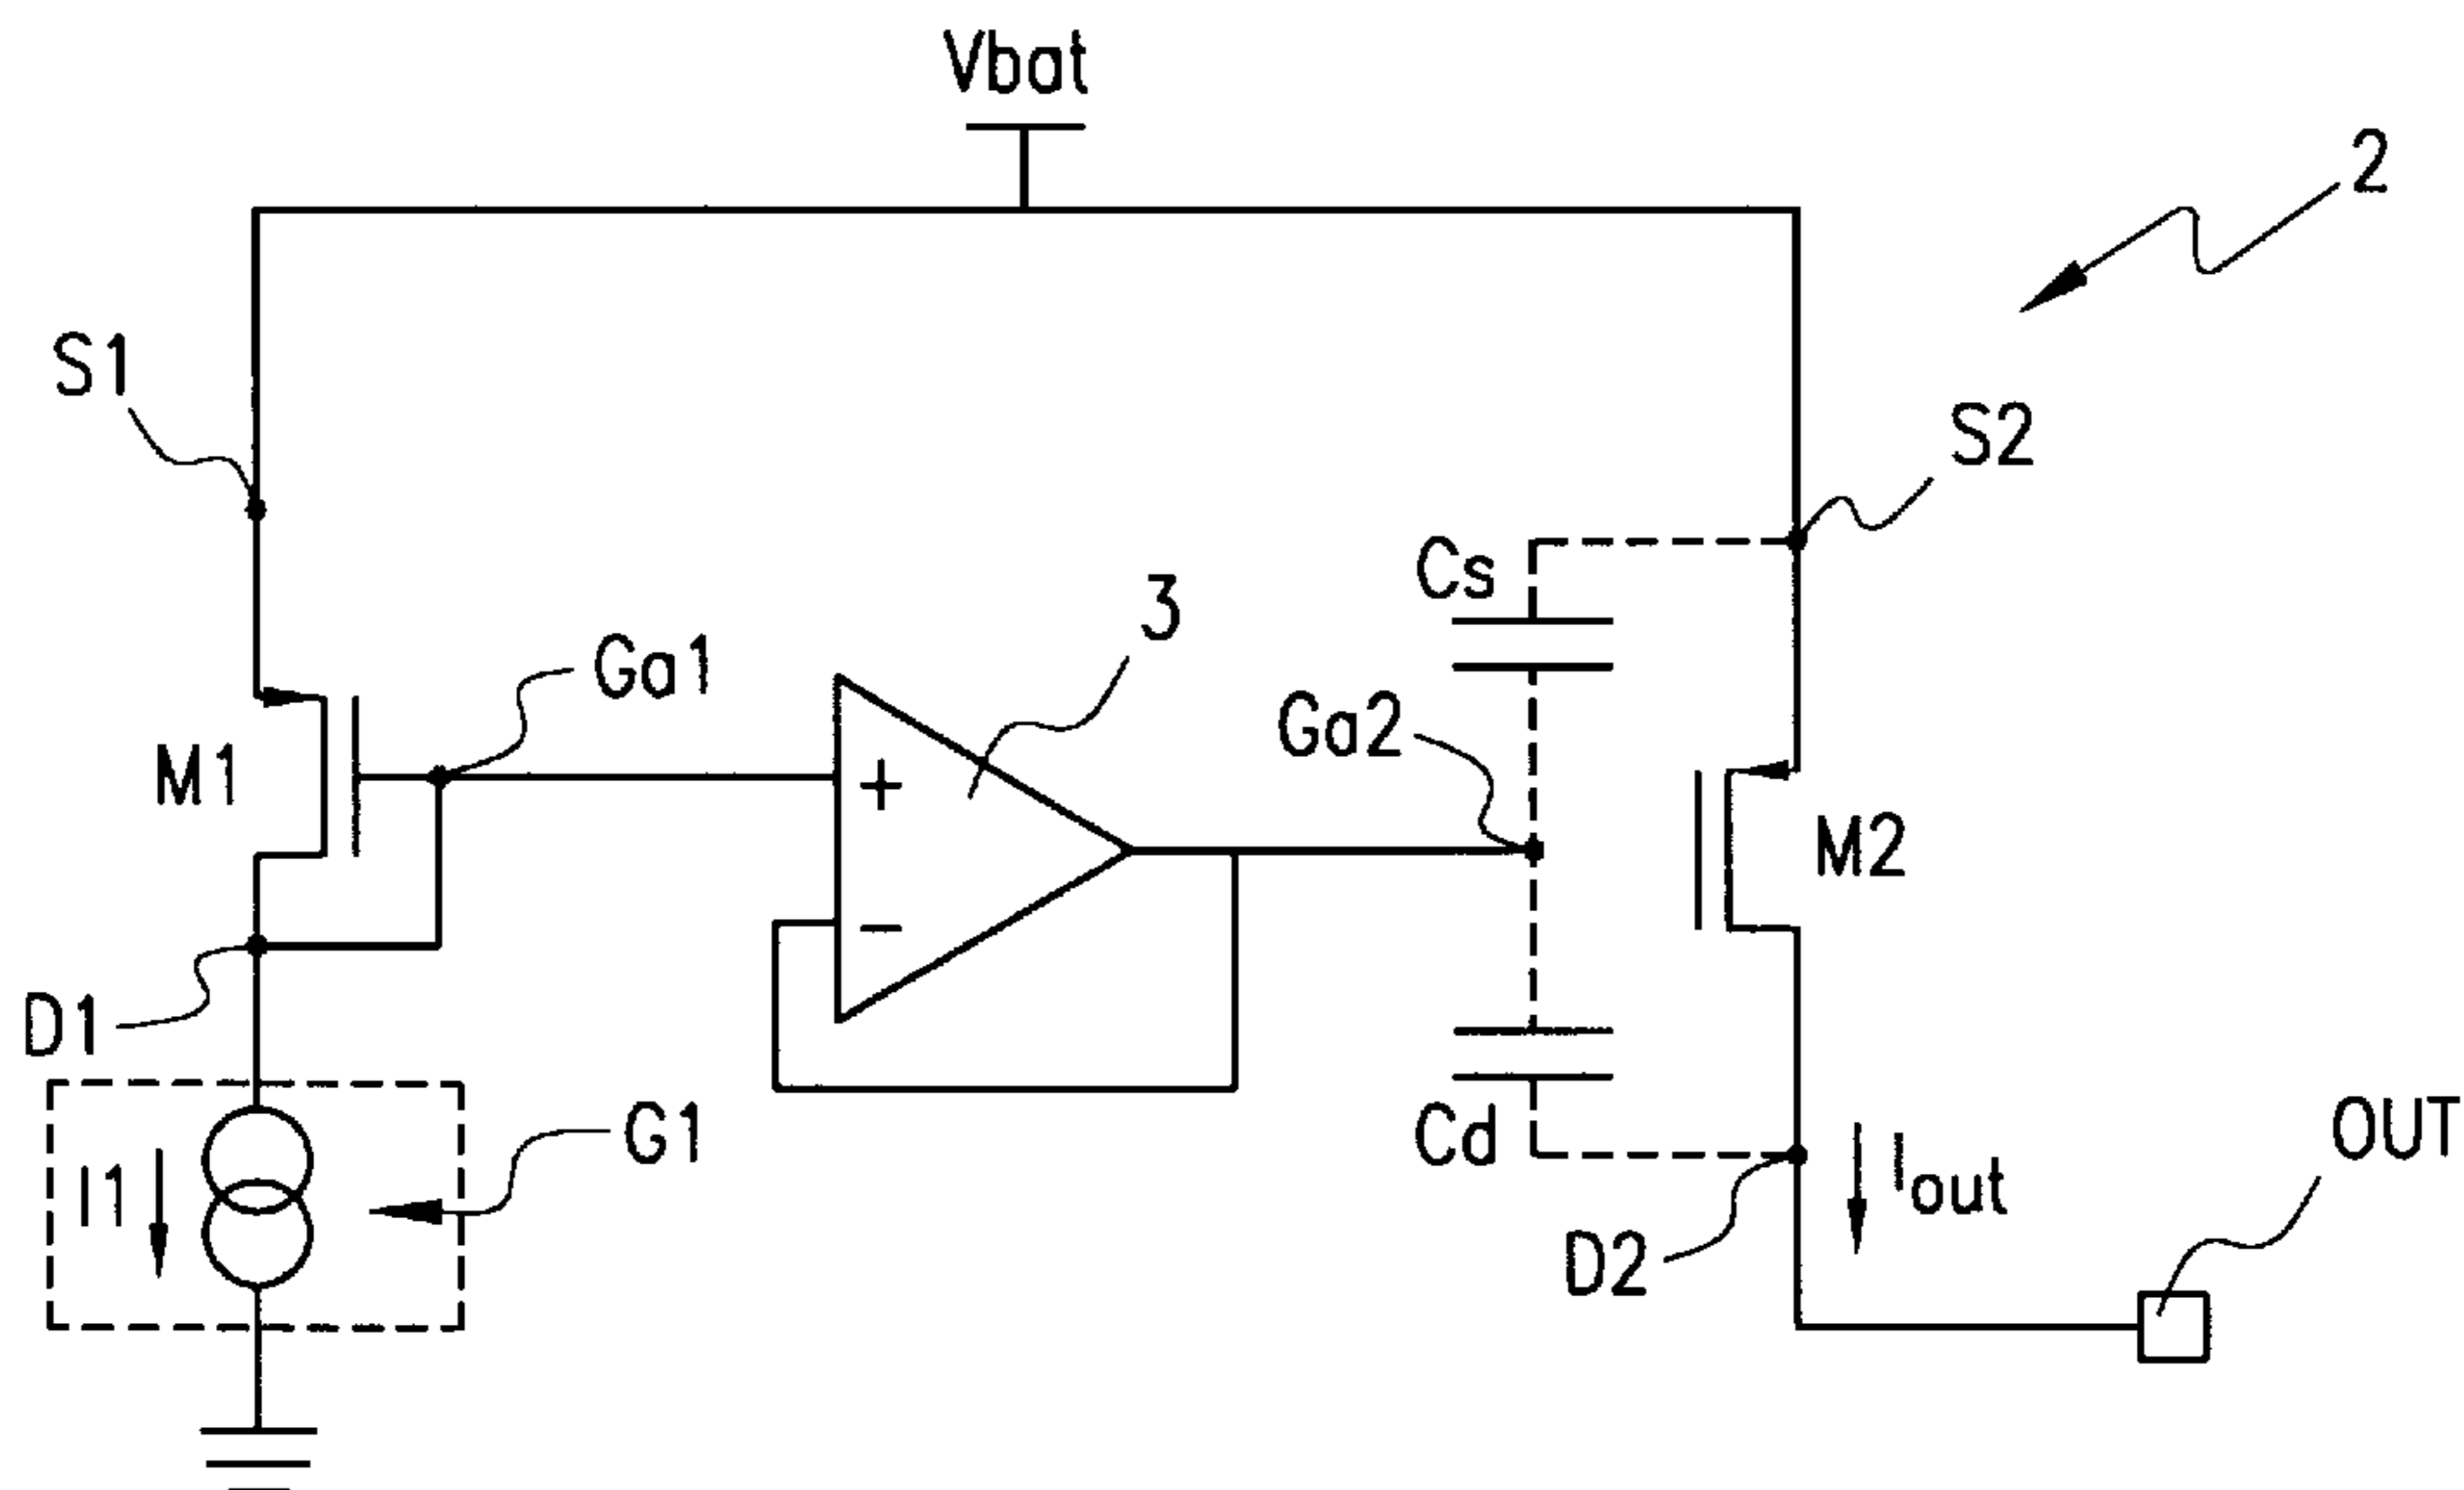 Vbat
2
S1
S2
Cs
3
Ga1
Ga2
M1
+
M2
−
D1
G1
Cd
OUT
I1
Iout
D2